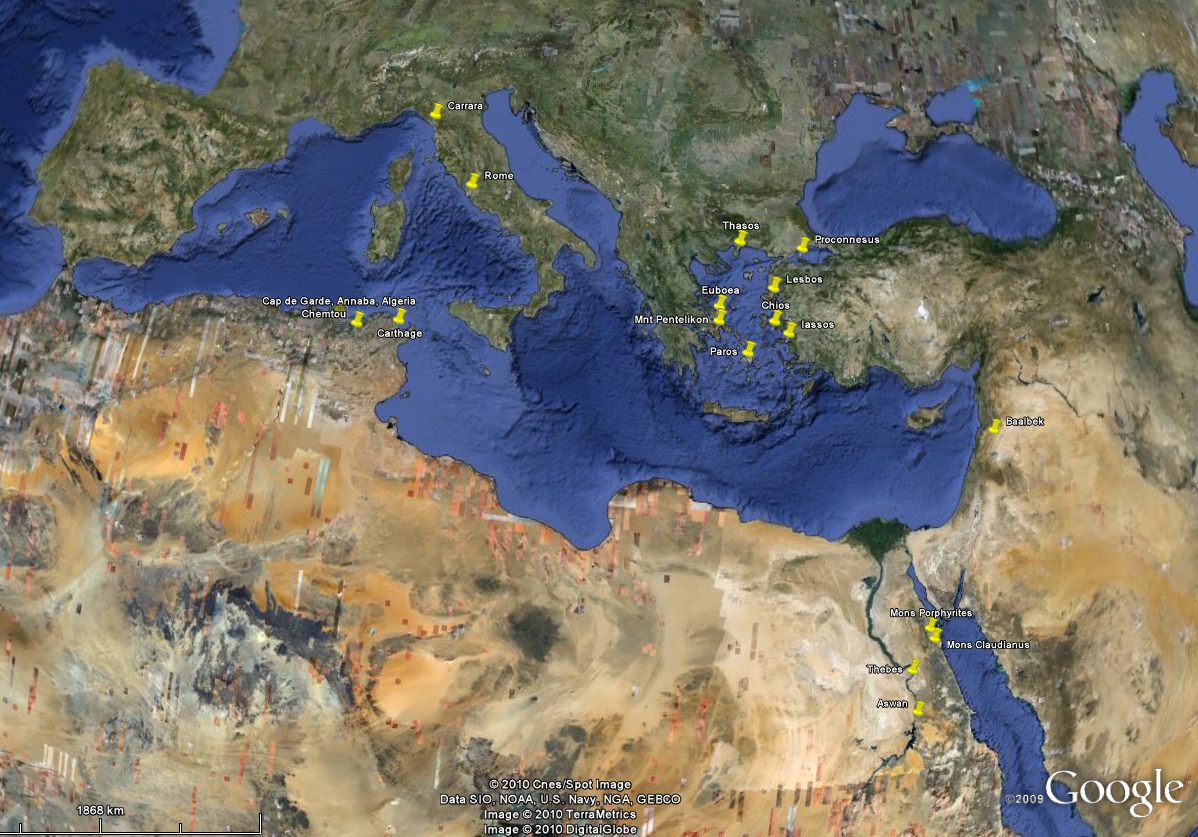 Carrara
Rome
Thasos
Proconnesus
Lesbos
Euboea
Cap de Garde, Annaba, Algeria
Chios
Chemtou
Mnt Pentelikon
Iassos
Carthage
Paros
Baalbek
Mons Porphyrites
Mons Claudianus
Thebes
Aswan
© 2010 Cnes/Spot Image
Data SIO, NOAA, U.S. Navy, NGA, GEBCO
Image © 2010 TerraMetrics
Image © 2010 DigitalGlobe
©2009 Google™
1868 km